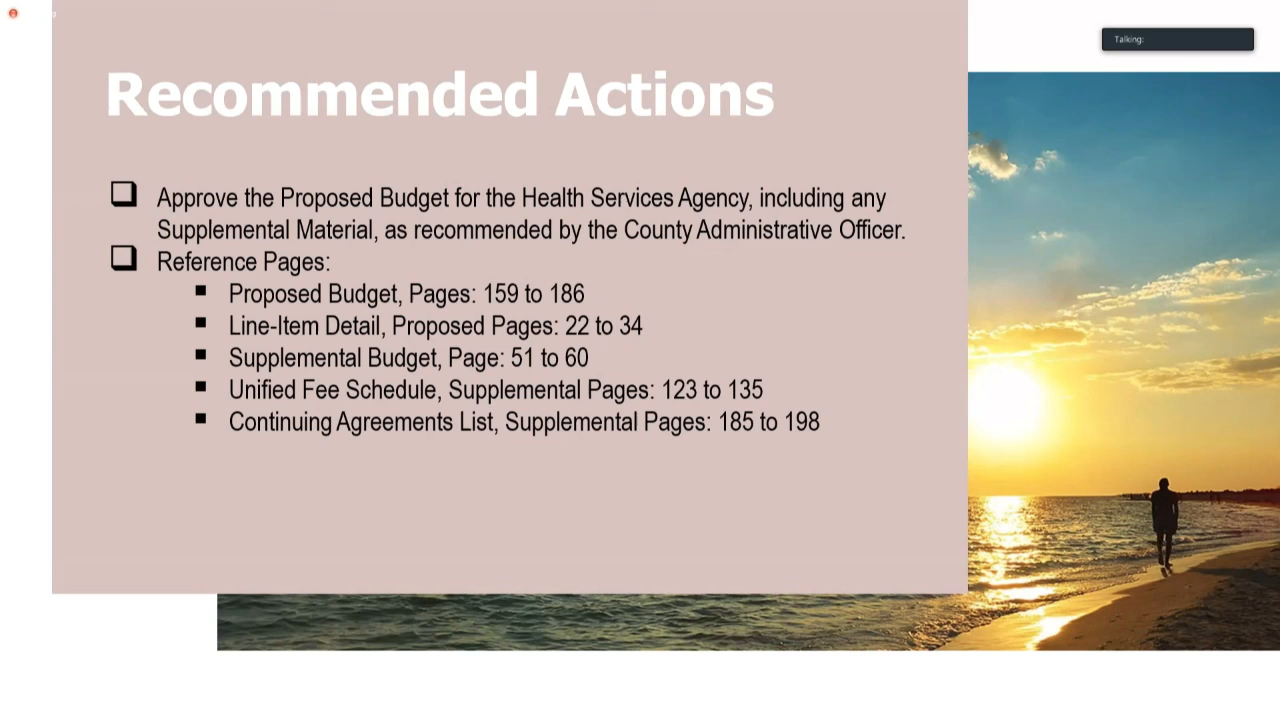 Talking:
Recommended Actions
Approve the Proposed Budget for the Health Services Agency, including any
Supplemental Material, as recommended by the County Administrative Officer.
Reference Pages:
Proposed Budget, Pages: 159 to 186
Line-Item Detail, Proposed Pages: 22 to 34
Supplemental Budget, Page: 51 to 60
Unified Fee Schedule, Supplemental Pages: 123 to 135
Continuing Agreements List, Supplemental Pages: 185 to 198